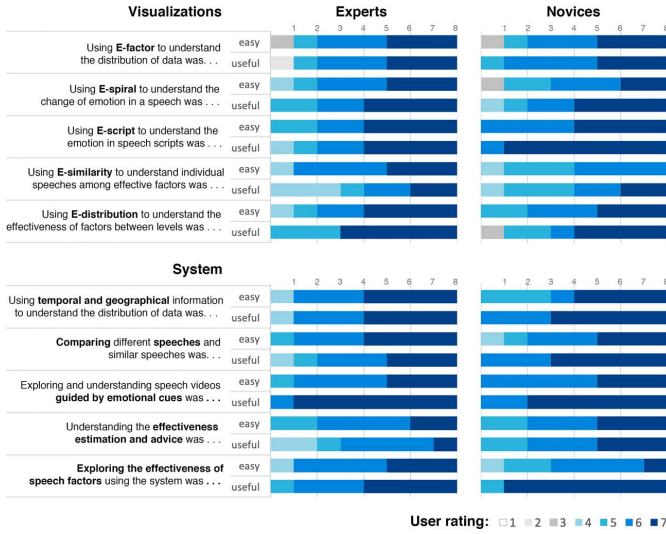 Visualizations Experts Novices
1 2 3 4 5 6 7 8 1 2 3 4 5 6 7 8
Using E-factor to understand
the distribution of data was. . .
easy
useful
Using E-spiral to understand the
change of emotion in a speech was . . .
easy
useful
Using E-script to understand the
emotion in speech scripts was . . .
easy
useful
Using E-similarity to understand individual
speeches among effective factors was . . .
easy
useful
Using E-distribution to understand the
effectiveness of factors between levels was . . .
easy
useful
System
1 2 3 4 5 6 7 8 1 2 3 4 5 6 7 8
Using temporal and geographical information
to understand the distribution of data was. . .
easy
useful
Comparing different speeches and
similar speeches was. . .
easy
useful
Exploring and understanding speech videos
guided by emotional cues was . . .
easy
useful
Understanding the effectiveness
estimation and advice was . . .
easy
useful
Exploring the effectiveness of
speech factors using the system was . . .
easy
useful
User rating: 1 2 3 4 5 6 7